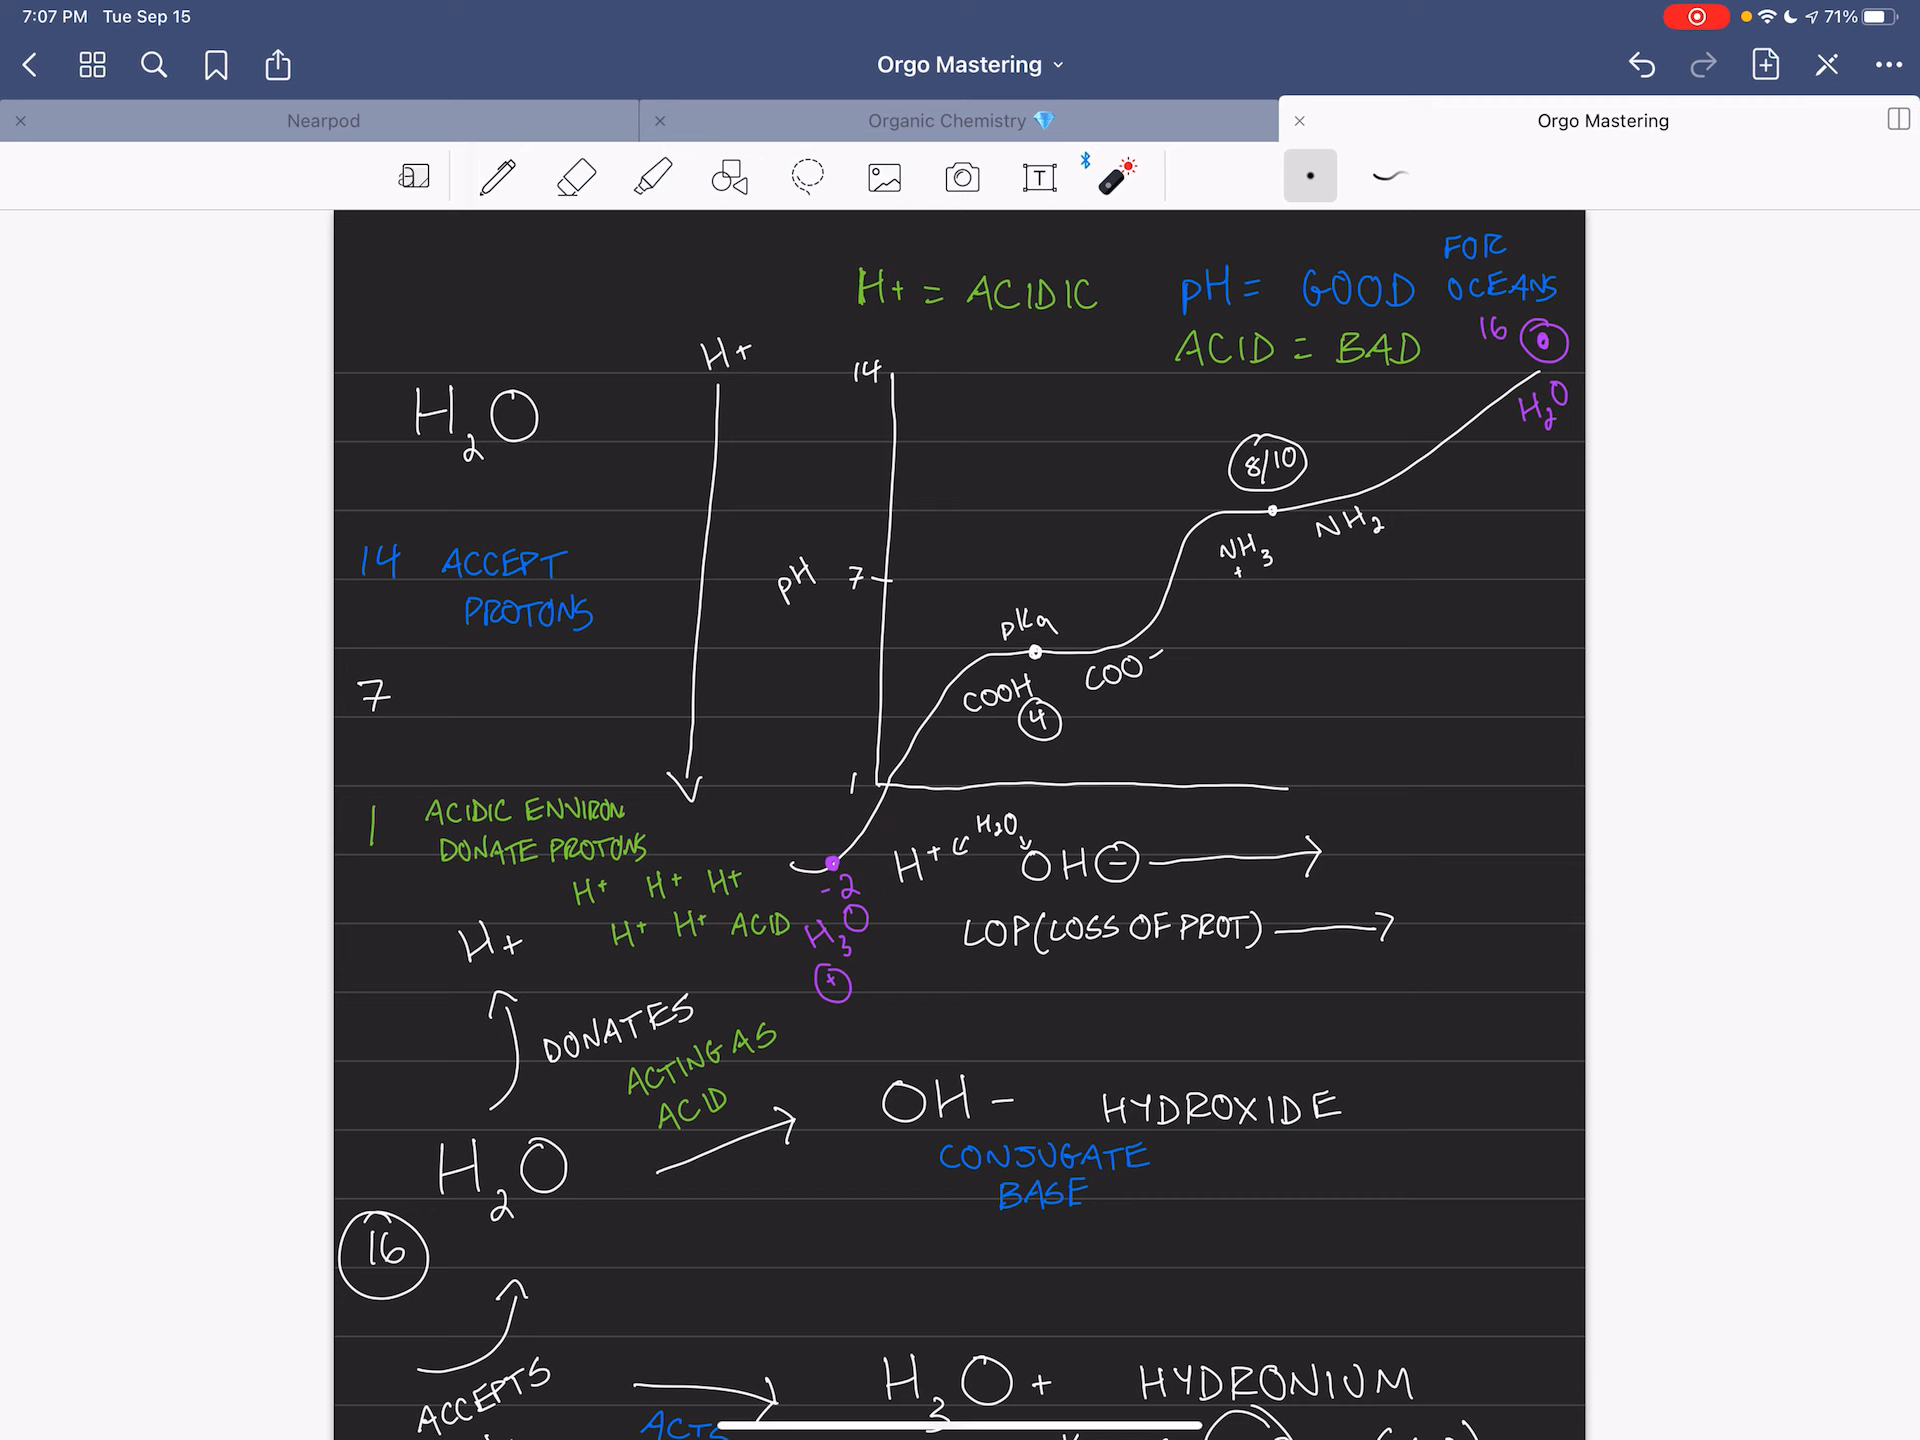 7:07 PM Tue Sep 15
71%
Orgo Mastering
Nearpod
Organic Chemistry 💎
Orgo Mastering
H+ = ACIDIC
pH = GOOD FOR OCEANS
ACID = BAD
16
H₂O
H+
14
H₂O
8/10
NH₃
+
NH₂
14 ACCEPT
PROTONS
pH 7
pKa
COOH
COO-
4
7
1
1 ACIDIC ENVIRON
DONATE PROTONS
H+ H+ H+
H+ H+ ACID
-2
H₃O
+
H₂O
H+ OH-
LOP (LOSS OF PROT)
H+
DONATES
ACTING AS
ACID
OH- HYDROXIDE
CONJUGATE
BASE
H₂O
16
ACCEPTS
H₃O+ HYDRONIUM
ACTS